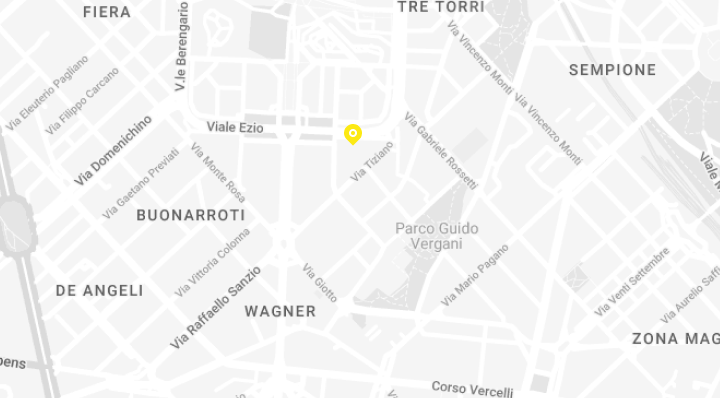 FIERA
TRE TORRI
V.le Berengario
Via Vincenzo Monti
SEMPIONE
Via Eleuterio Pagliano
Via Filippo Carcano
Via Vincenzo Monti
Viale Ezio
Via Domenichino
Via Gabriele Rossetti
Via Tiziano
Via Monte Rosa
Via Gaetano Previati
Viale M
BUONARROTI
Parco Guido
Vergani
Via Vittoria Colonna
Via Mario Pagano
Via Venti Settembre
Via Aurelio Saffi
DE ANGELI
Via Raffaello Sanzio
Via Giotto
WAGNER
ZONA MAG
bens
Corso Vercelli